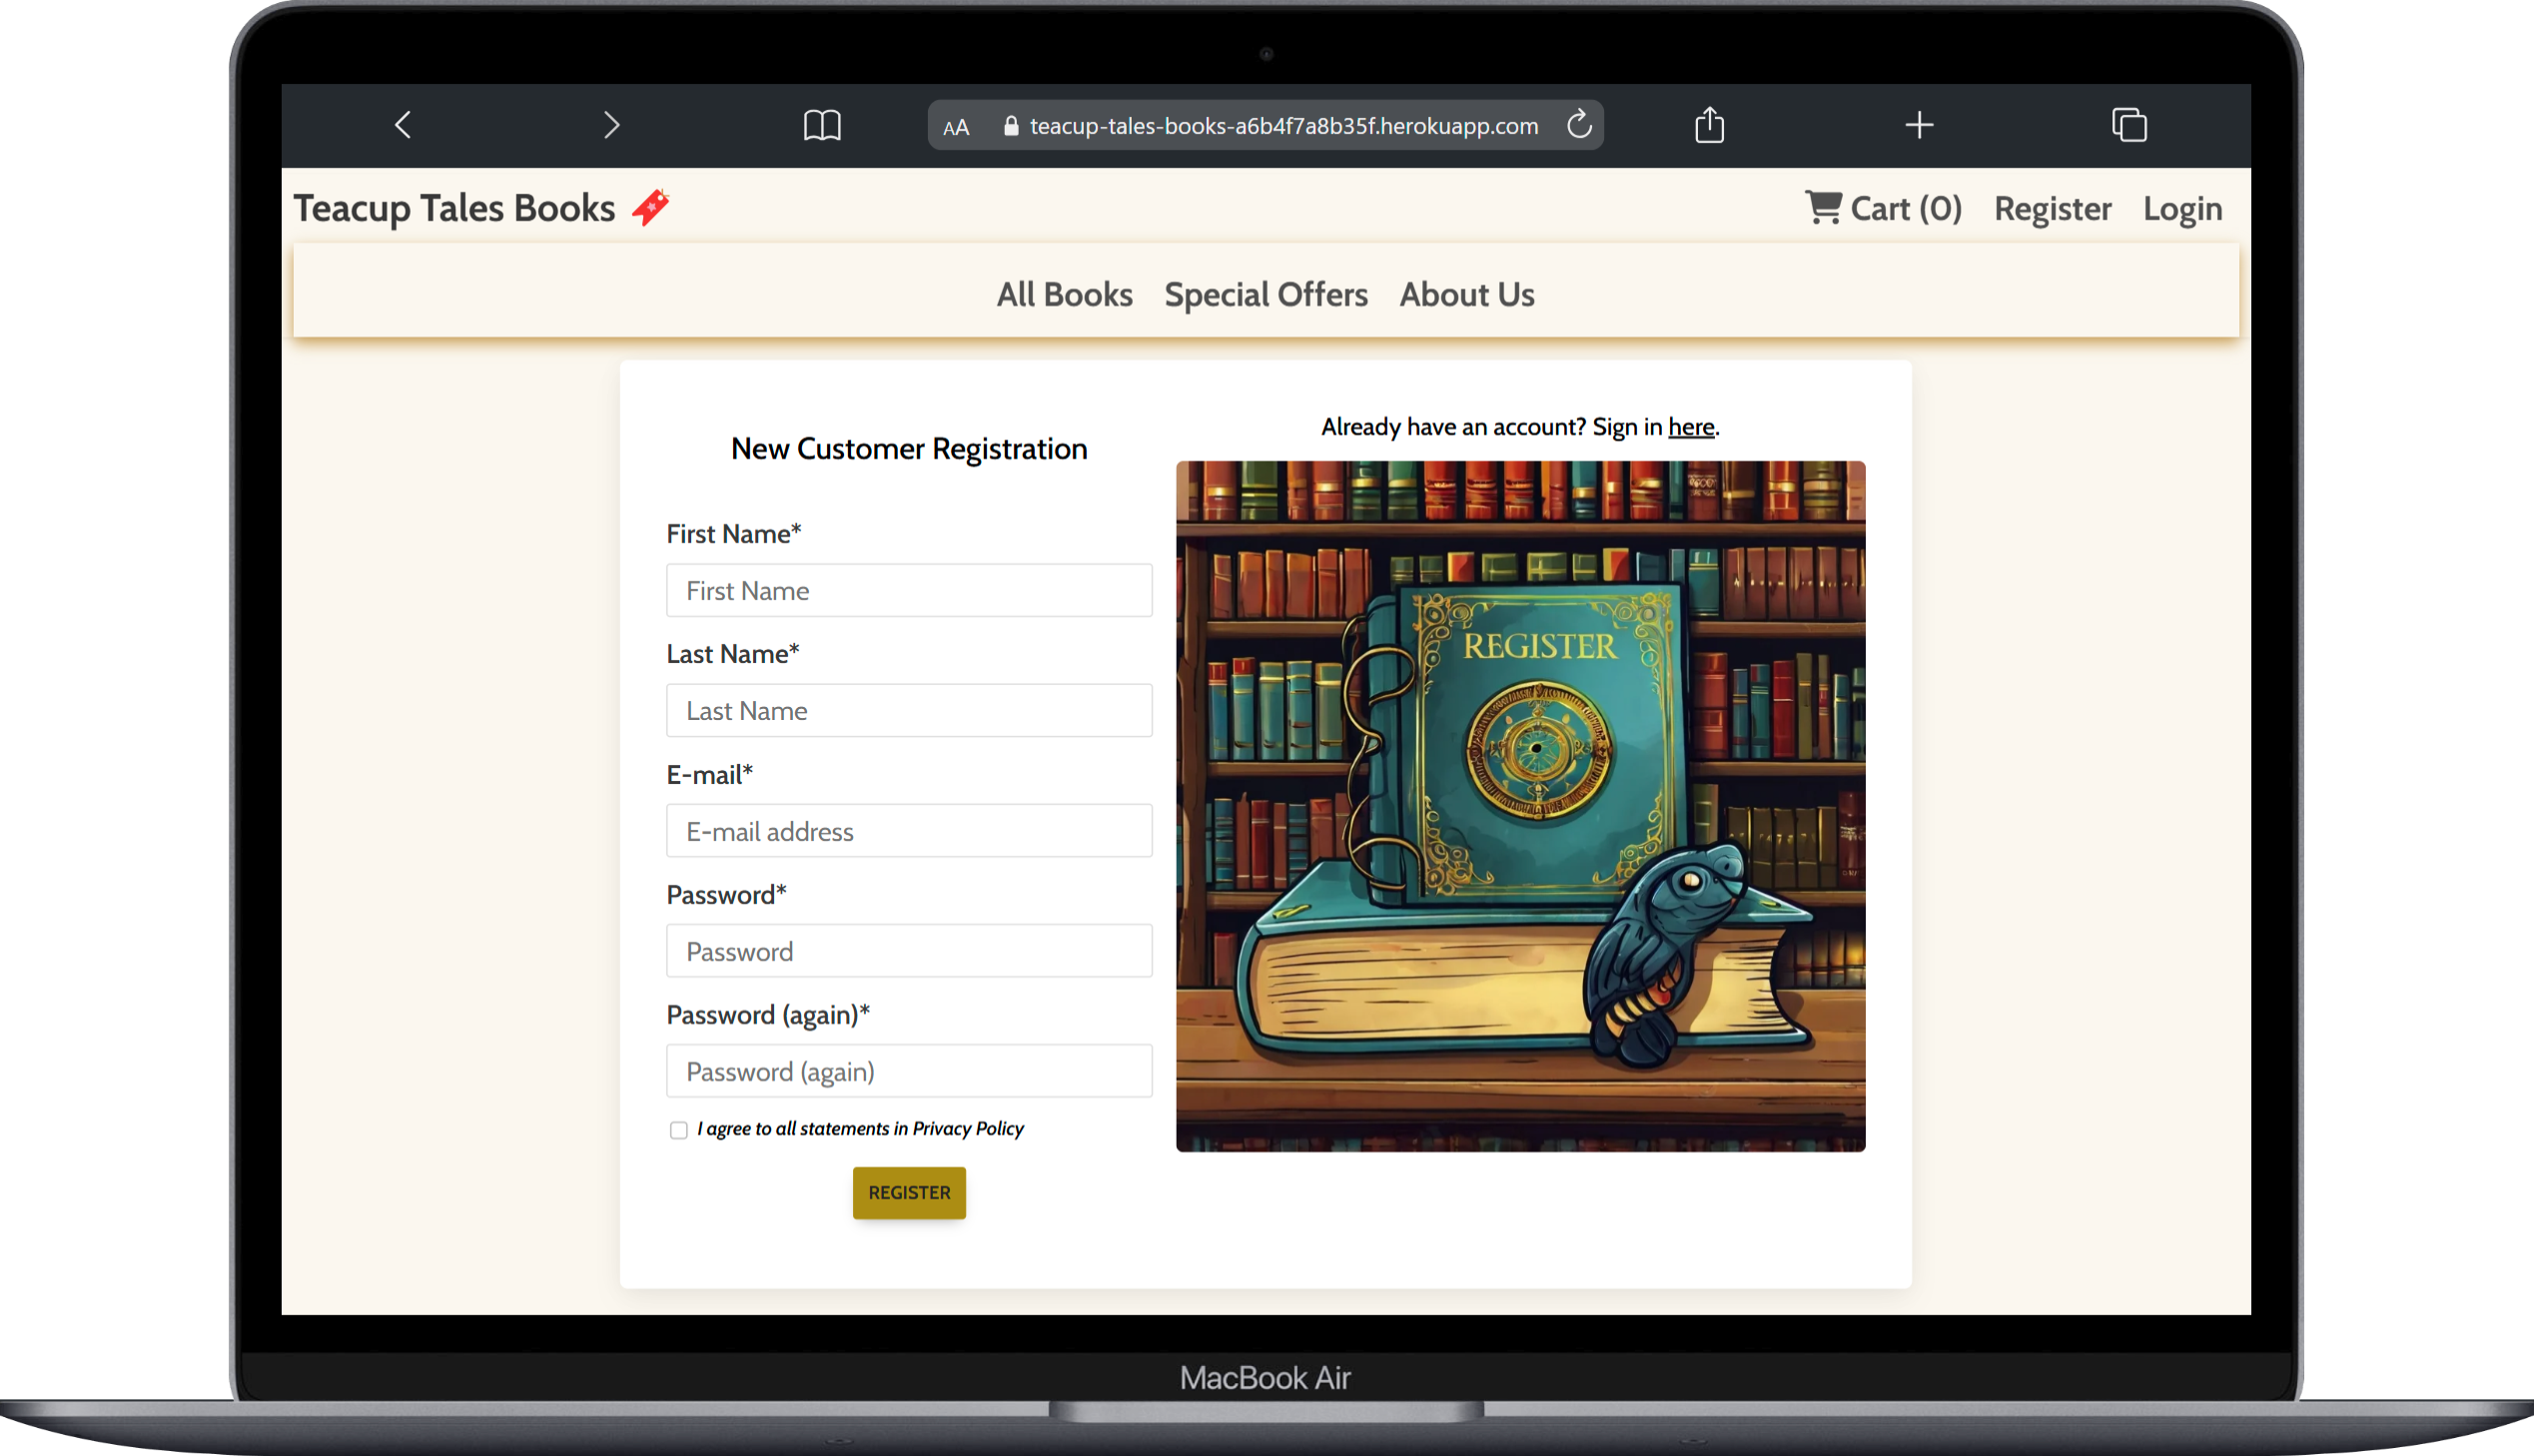 AA teacup-tales-books-a6b4f7a8b35f.herokuapp.com
Teacup Tales Books
Cart (0) Register Login
All Books Special Offers About Us
New Customer Registration
Already have an account? Sign in here.
First Name*
First Name
Last Name*
Last Name
E-mail*
E-mail address
Password*
Password
Password (again)*
Password (again)
I agree to all statements in Privacy Policy
REGISTER
REGISTER
MacBook Air